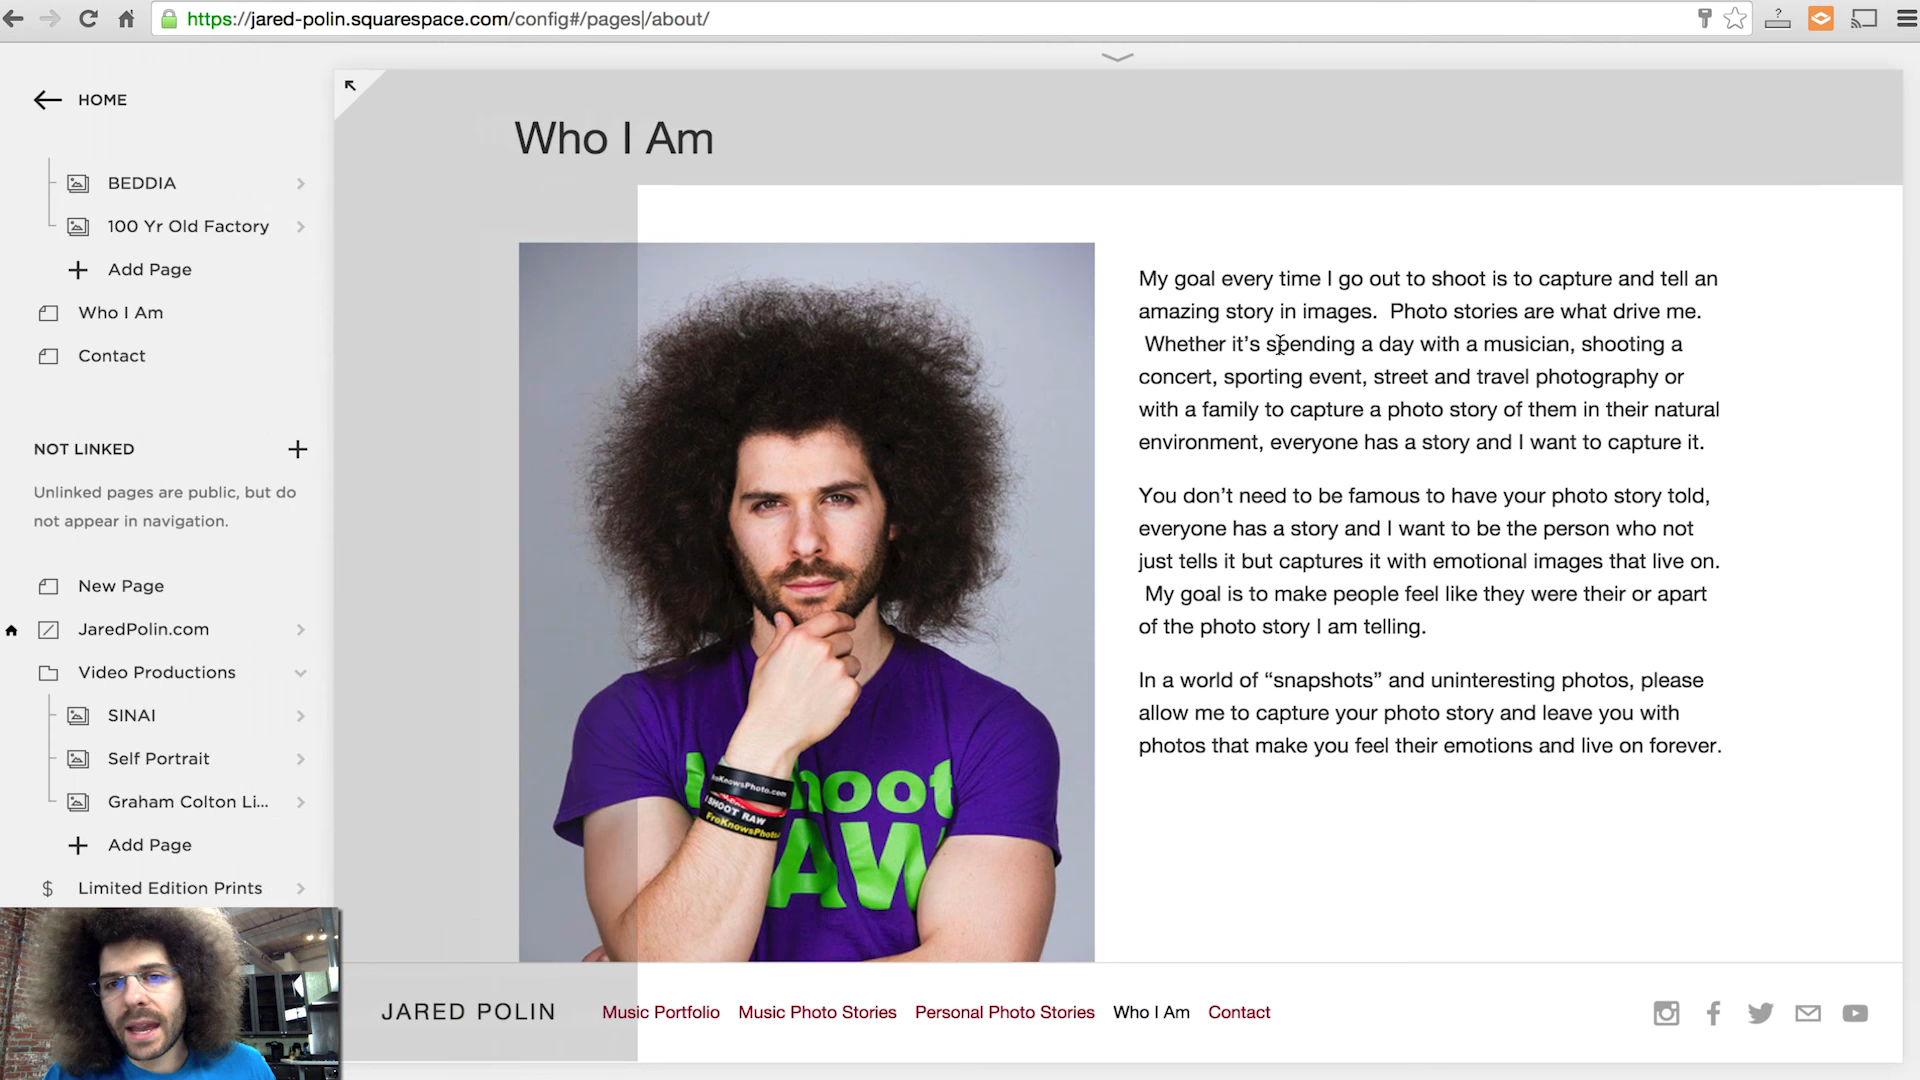 https://jared-polin.squarespace.com/config#/pages|/about/
HOME
BEDDIA
100 Yr Old Factory
Add Page
Who I Am
Contact
NOT LINKED
Unlinked pages are public, but do
not appear in navigation.
New Page
JaredPolin.com
Video Productions
SINAI
Self Portrait
Graham Colton Li...
Add Page
$ Limited Edition Prints
Who I Am
My goal every time I go out to shoot is to capture and tell an
amazing story in images. Photo stories are what drive me.
Whether it’s spending a day with a musician, shooting a
concert, sporting event, street and travel photography or
with a family to capture a photo story of them in their natural
environment, everyone has a story and I want to capture it.
You don’t need to be famous to have your photo story told,
everyone has a story and I want to be the person who not
just tells it but captures it with emotional images that live on.
My goal is to make people feel like they were their or apart
of the photo story I am telling.
In a world of “snapshots” and uninteresting photos, please
allow me to capture your photo story and leave you with
photos that make you feel their emotions and live on forever.
shoot
RAW
FroKnowsPhoto.com
I SHOOT RAW
FroKnowsPhoto
JARED POLIN
Music Portfolio
Music Photo Stories
Personal Photo Stories
Who I Am
Contact